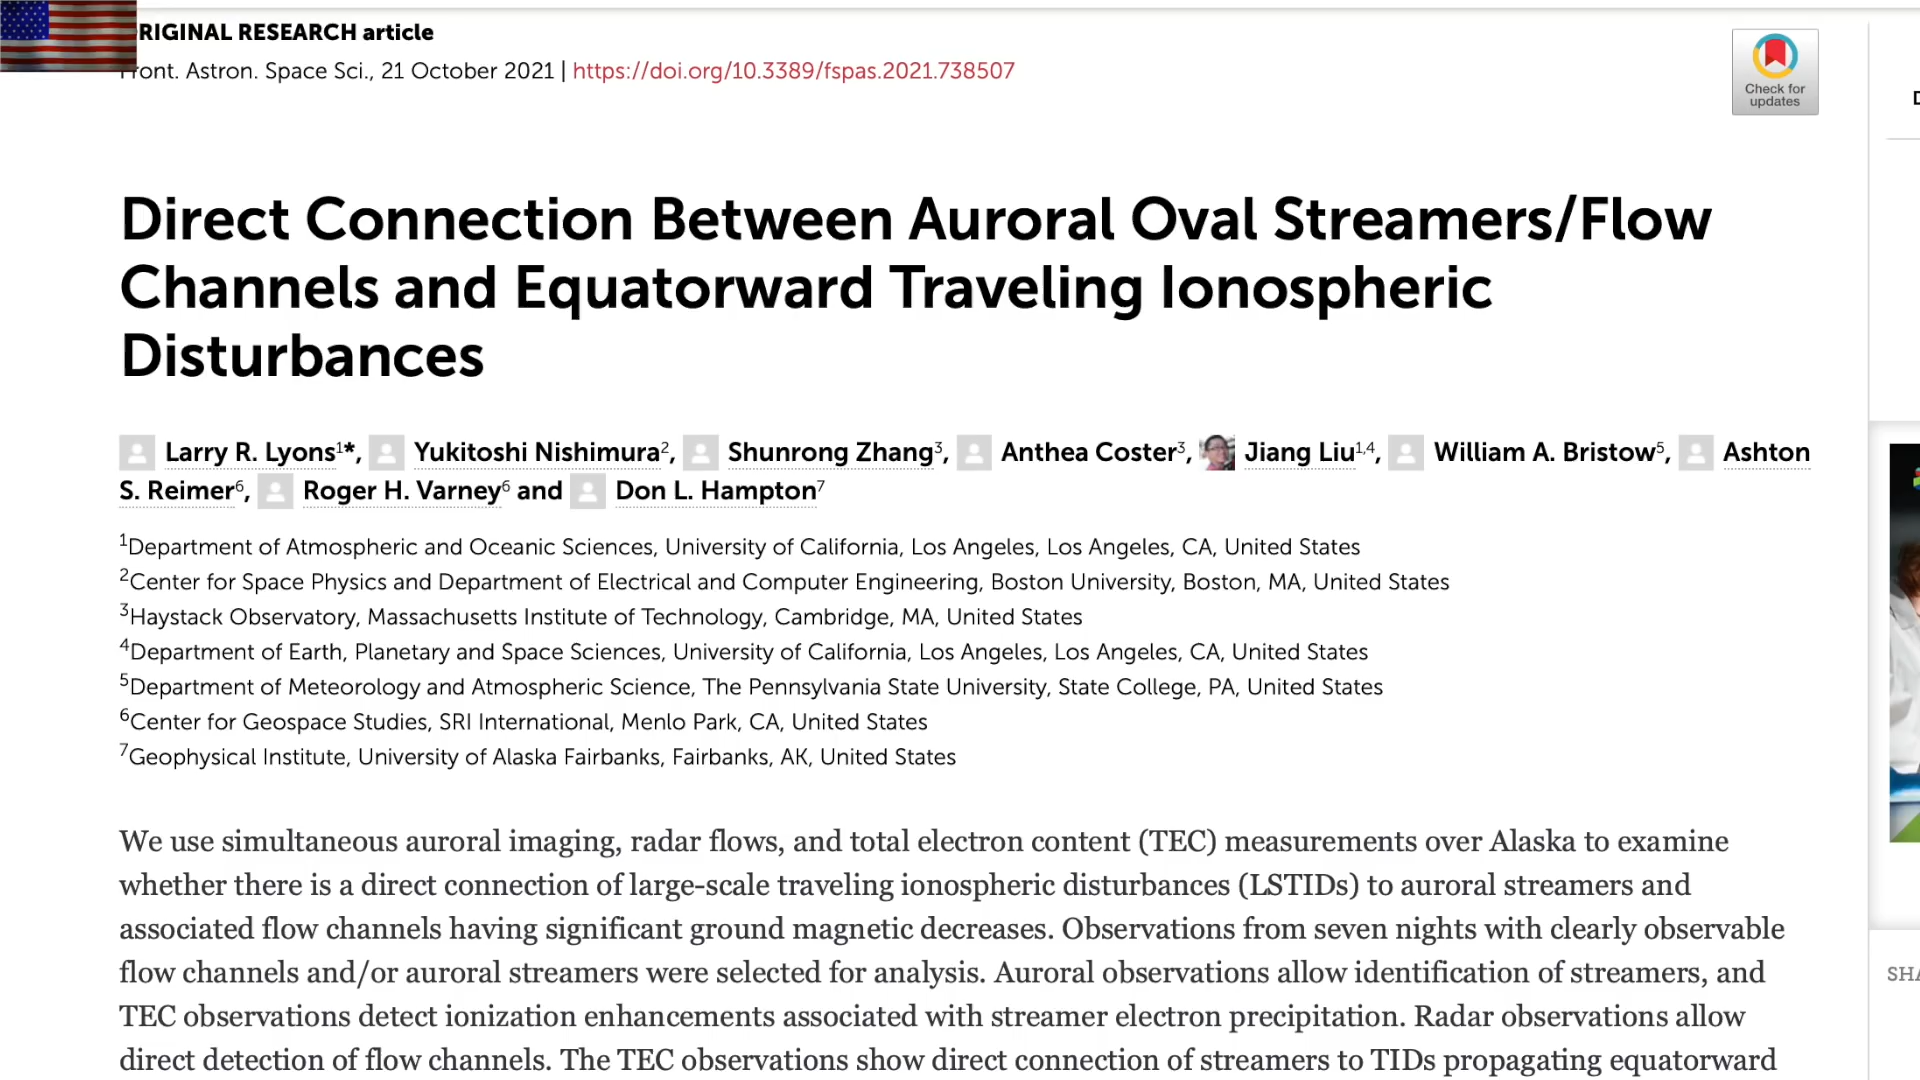 RIGINAL RESEARCH article
ront. Astron. Space Sci., 21 October 2021 | https://doi.org/10.3389/fspas.2021.738507
Check for
updates
Direct Connection Between Auroral Oval Streamers/Flow
Channels and Equatorward Traveling Ionospheric
Disturbances
Larry R. Lyons1*, Yukitoshi Nishimura2, Shunrong Zhang3, Anthea Coster3, Jiang Liu1,4, William A. Bristow5, Ashton
S. Reimer6, Roger H. Varney6 and Don L. Hampton7
1Department of Atmospheric and Oceanic Sciences, University of California, Los Angeles, Los Angeles, CA, United States
2Center for Space Physics and Department of Electrical and Computer Engineering, Boston University, Boston, MA, United States
3Haystack Observatory, Massachusetts Institute of Technology, Cambridge, MA, United States
4Department of Earth, Planetary and Space Sciences, University of California, Los Angeles, Los Angeles, CA, United States
5Department of Meteorology and Atmospheric Science, The Pennsylvania State University, State College, PA, United States
6Center for Geospace Studies, SRI International, Menlo Park, CA, United States
7Geophysical Institute, University of Alaska Fairbanks, Fairbanks, AK, United States
We use simultaneous auroral imaging, radar flows, and total electron content (TEC) measurements over Alaska to examine
whether there is a direct connection of large-scale traveling ionospheric disturbances (LSTIDs) to auroral streamers and
associated flow channels having significant ground magnetic decreases. Observations from seven nights with clearly observable
flow channels and/or auroral streamers were selected for analysis. Auroral observations allow identification of streamers, and
TEC observations detect ionization enhancements associated with streamer electron precipitation. Radar observations allow
direct detection of flow channels. The TEC observations show direct connection of streamers to TIDs propagating equatorward
SHA